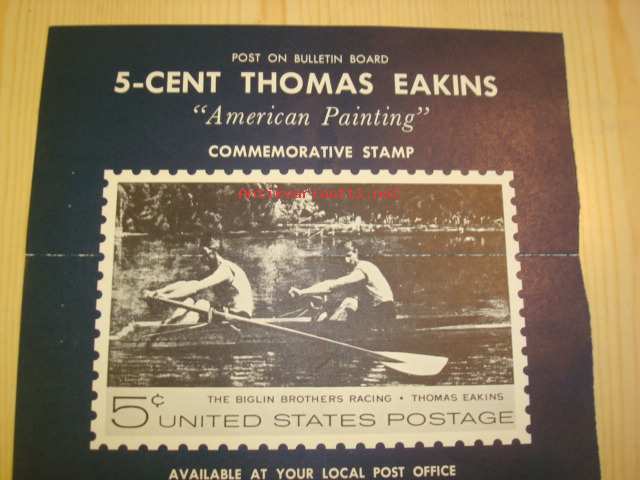 POST ON BULLETIN BOARD
5-CENT THOMAS EAKINS
"American Painting"
COMMEMORATIVE STAMP
THE BIGLIN BROTHERS RACING • THOMAS EAKINS
5¢ UNITED STATES POSTAGE
AVAILABLE AT YOUR LOCAL POST OFFICE